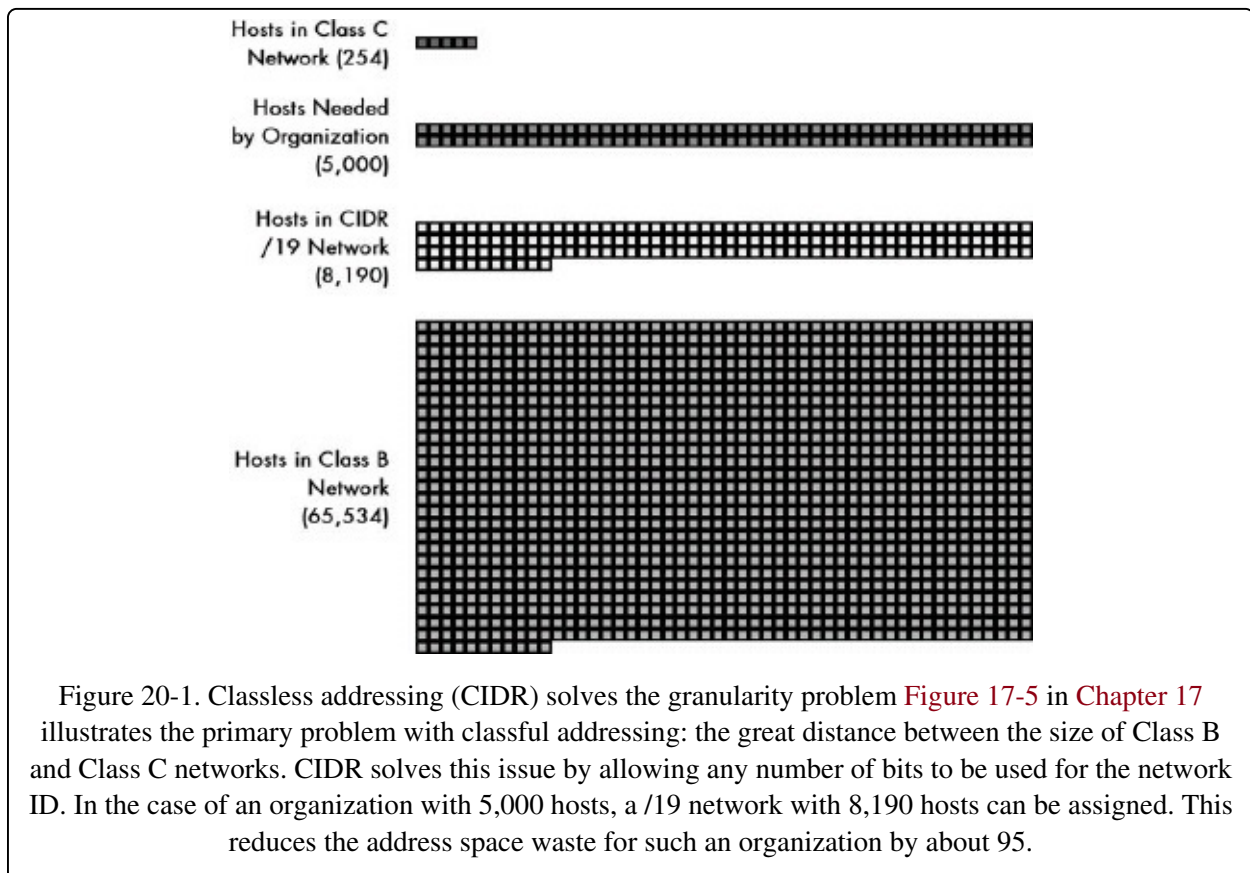 Hosts in Class C
Network (254)
Hosts Needed
by Organization
(5,000)
Hosts in CIDR
/19 Network
(8,190)
Hosts in Class B
Network
(65,534)
Figure 20-1. Classless addressing (CIDR) solves the granularity problem Figure 17-5 in Chapter 17
illustrates the primary problem with classful addressing: the great distance between the size of Class B
and Class C networks. CIDR solves this issue by allowing any number of bits to be used for the network
ID. In the case of an organization with 5,000 hosts, a /19 network with 8,190 hosts can be assigned. This
reduces the address space waste for such an organization by about 95.